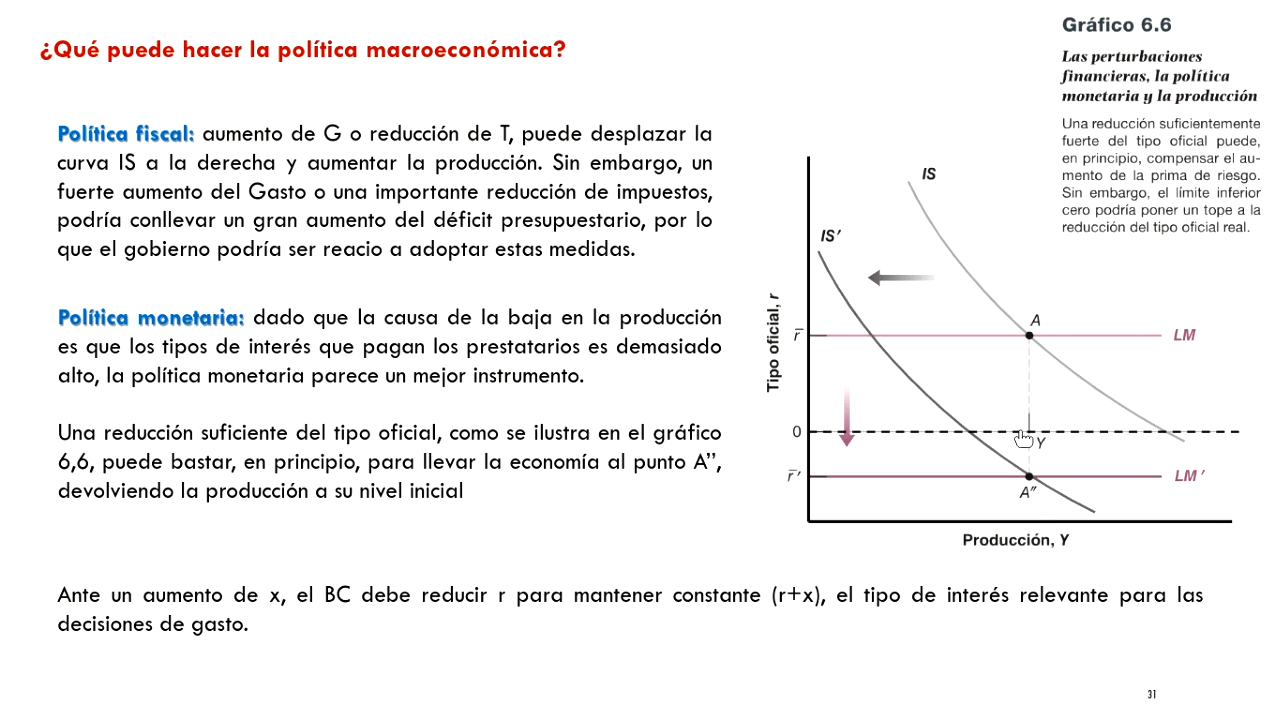 ¿Qué puede hacer la política macroeconómica?
Política fiscal: aumento de G o reducción de T, puede desplazar la
curva IS a la derecha y aumentar la producción. Sin embargo, un
fuerte aumento del Gasto o una importante reducción de impuestos,
podría conllevar un gran aumento del déficit presupuestario, por lo
que el gobierno podría ser reacio a adoptar estas medidas.
Política monetaria: dado que la causa de la baja en la producción
es que los tipos de interés que pagan los prestatarios es demasiado
alto, la política monetaria parece un mejor instrumento.
Una reducción suficiente del tipo oficial, como se ilustra en el gráfico
6,6, puede bastar, en principio, para llevar la economía al punto A’’,
devolviendo la producción a su nivel inicial
Gráfico 6.6
Las perturbaciones
financieras, la política
monetaria y la producción
Una reducción suficientemente
fuerte del tipo oficial puede,
en principio, compensar el au-
mento de la prima de riesgo.
Sin embargo, el límite inferior
cero podría poner un tope a la
reducción del tipo oficial real.
IS
IS′
A
r̅
LM
Tipo oficial, r
0
Y
r̅′
LM′
A″
Producción, Y
Ante un aumento de x, el BC debe reducir r para mantener constante (r+x), el tipo de interés relevante para las
decisiones de gasto.
31